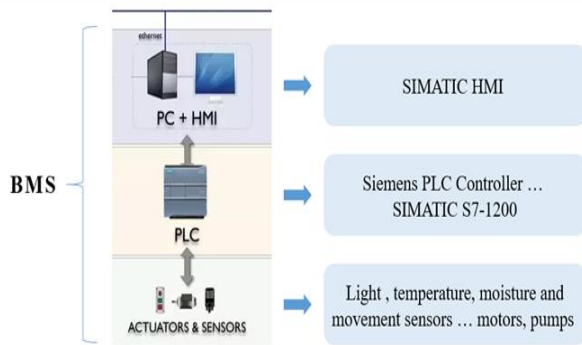 ethernet
PC + HMI
SIMATIC HMI
BMS
PLC
Siemens PLC Controller …
SIMATIC S7-1200
ACTUATORS & SENSORS
Light , temperature, moisture and
movement sensors … motors, pumps